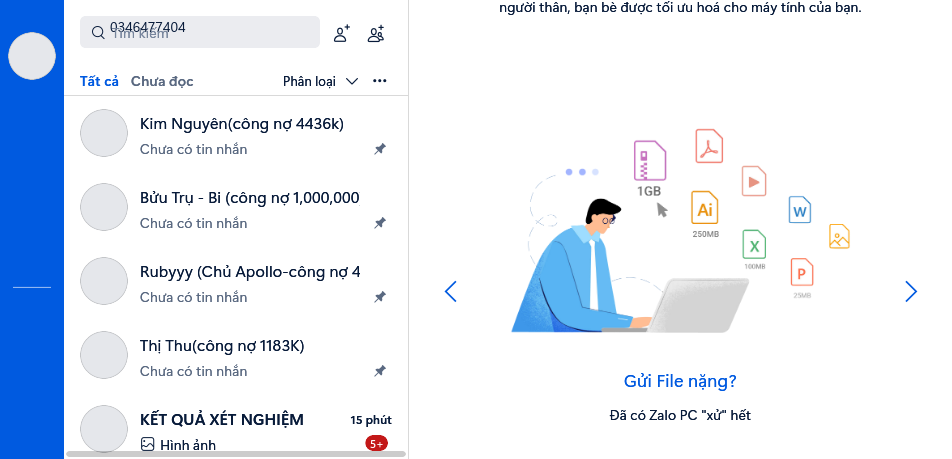 0346477404
Tìm kiếm
Tất cả Chưa đọc Phân loại
Kim Nguyên(công nợ 4436k)
Chưa có tin nhắn
Bửu Trụ - Bi (công nợ 1,000,000
Chưa có tin nhắn
Rubyyy (Chủ Apollo-công nợ 4
Chưa có tin nhắn
Thị Thu(công nợ 1183K)
Chưa có tin nhắn
KẾT QUẢ XÉT NGHIỆM 15 phút
Hình ảnh 5+
người thân, bạn bè được tối ưu hoá cho máy tính của bạn.
1GB
Ai
250MB
W
X
100MB
P
25MB
Gửi File nặng?
Đã có Zalo PC "xử" hết